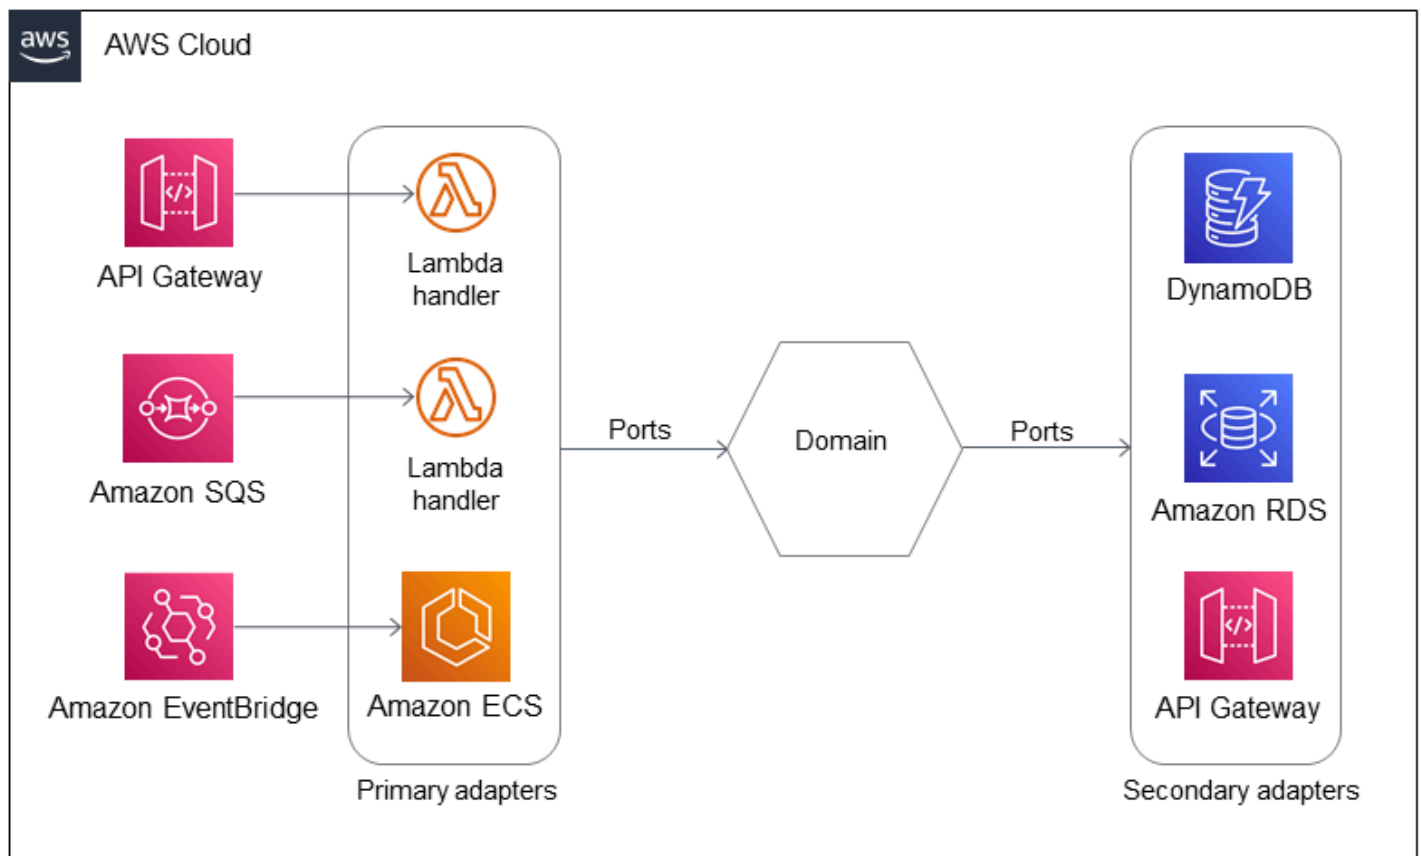 aws
AWS Cloud
API Gateway
Lambda
handler
DynamoDB
Amazon SQS
Lambda
handler
Ports
Domain
Ports
Amazon RDS
Amazon EventBridge
Amazon ECS
API Gateway
Primary adapters
Secondary adapters